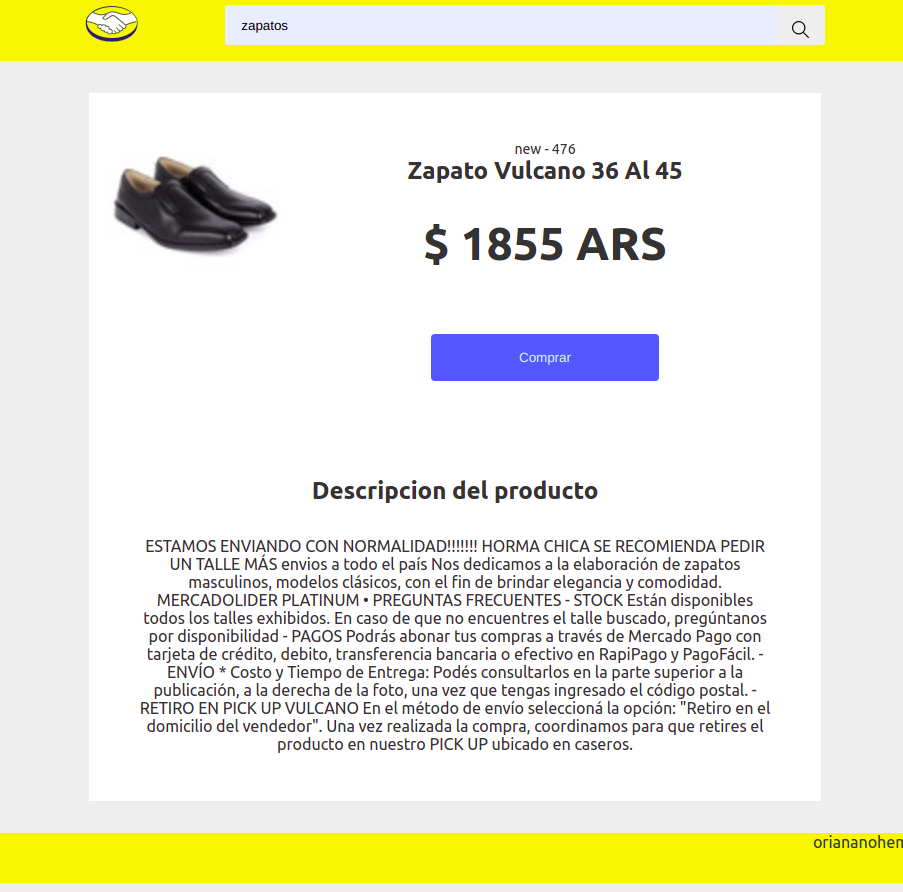 zapatos
new - 476
Zapato Vulcano 36 Al 45
$ 1855 ARS
Comprar
Descripcion del producto
ESTAMOS ENVIANDO CON NORMALIDAD!!!!!!! HORMA CHICA SE RECOMIENDA PEDIR
UN TALLE MÁS envios a todo el país Nos dedicamos a la elaboración de zapatos
masculinos, modelos clásicos, con el fin de brindar elegancia y comodidad.
MERCADOLIDER PLATINUM • PREGUNTAS FRECUENTES - STOCK Están disponibles
todos los talles exhibidos. En caso de que no encuentres el talle buscado, pregúntanos
por disponibilidad - PAGOS Podrás abonar tus compras a través de Mercado Pago con
tarjeta de crédito, debito, transferencia bancaria o efectivo en RapiPago y PagoFácil. -
ENVÍO * Costo y Tiempo de Entrega: Podés consultarlos en la parte superior a la
publicación, a la derecha de la foto, una vez que tengas ingresado el código postal. -
RETIRO EN PICK UP VULCANO En el método de envío seleccioná la opción: "Retiro en el
domicilio del vendedor". Una vez realizada la compra, coordinamos para que retires el
producto en nuestro PICK UP ubicado en caseros.